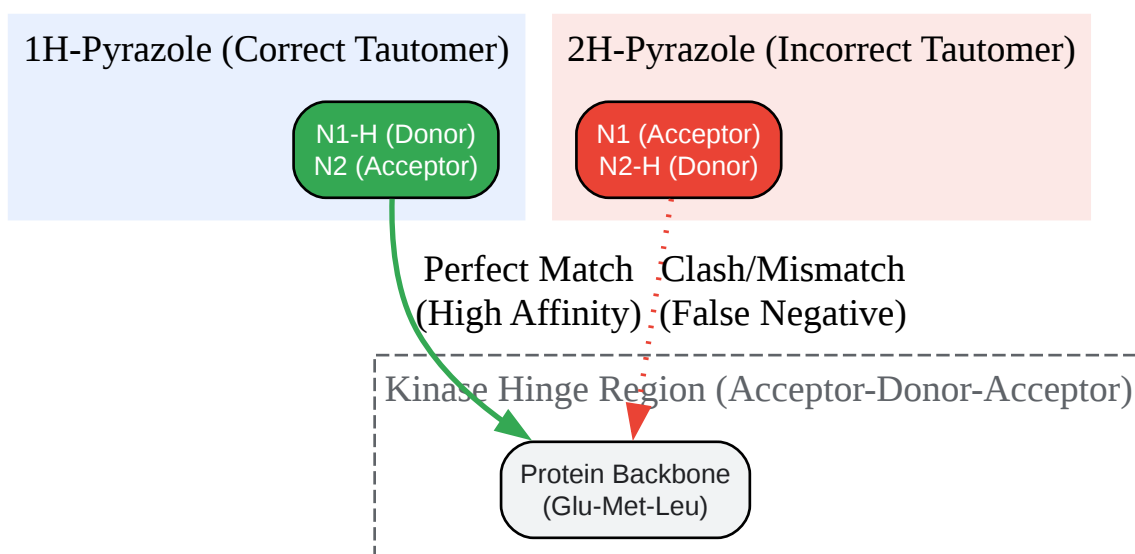 1H-Pyrazole (Correct Tautomer)
2H-Pyrazole (Incorrect Tautomer)
N1-H (Donor)
N2 (Acceptor)
N1 (Acceptor)
N2-H (Donor)
Perfect Match
(High Affinity)
Clash/Mismatch
(False Negative)
Kinase Hinge Region (Acceptor-Donor-Acceptor)
Protein Backbone
(Glu-Met-Leu)